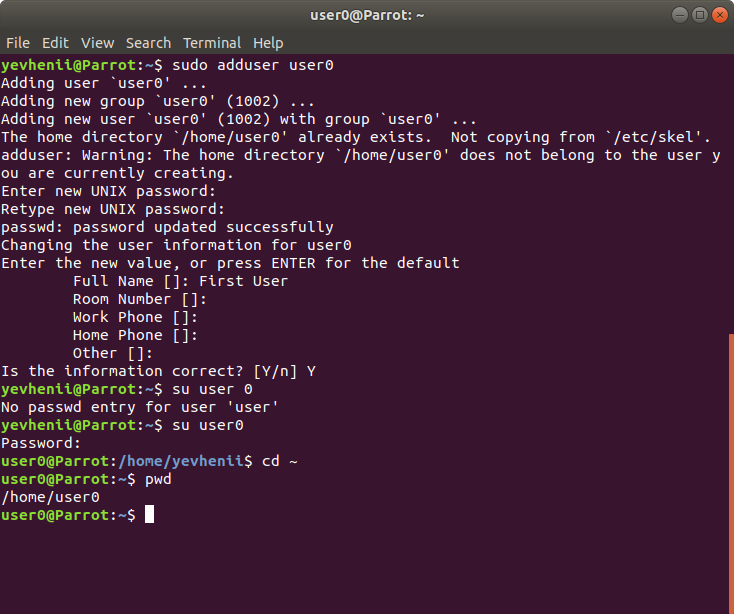 user0@Parrot: ~
File Edit View Search Terminal Help
yevhenii@Parrot:~$ sudo adduser user0
Adding user `user0' ...
Adding new group `user0' (1002) ...
Adding new user `user0' (1002) with group `user0' ...
The home directory `/home/user0' already exists.  Not copying from `/etc/skel'.
adduser: Warning: The home directory `/home/user0' does not belong to the user y
ou are currently creating.
Enter new UNIX password:
Retype new UNIX password:
passwd: password updated successfully
Changing the user information for user0
Enter the new value, or press ENTER for the default
        Full Name []: First User
        Room Number []:
        Work Phone []:
        Home Phone []:
        Other []:
Is the information correct? [Y/n] Y
yevhenii@Parrot:~$ su user 0
No passwd entry for user 'user'
yevhenii@Parrot:~$ su user0
Password:
user0@Parrot:/home/yevhenii$ cd ~
user0@Parrot:~$ pwd
/home/user0
user0@Parrot:~$